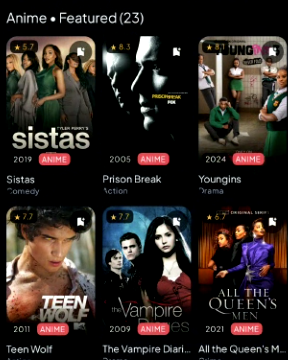 Anime • Featured (23)
★ 5.7
★ 8.3
★ 8.1
YOUNGINS
PRISON BREAK
FOX
TYLER PERRY'S
sistas
2019 ANIME
2005 ANIME
2024 ANIME
Sistas
Prison Break
Youngins
Comedy
Action
Drama
★ 7.7
★ 7.7
★ 6.7
ORIGINAL SERIES
TEEN WOLF
the Vampire Diaries
ALL THE
QUEEN'S
MEN
2011 ANIME
2009 ANIME
2021 ANIME
Teen Wolf
The Vampire Diari...
All the Queen's M...